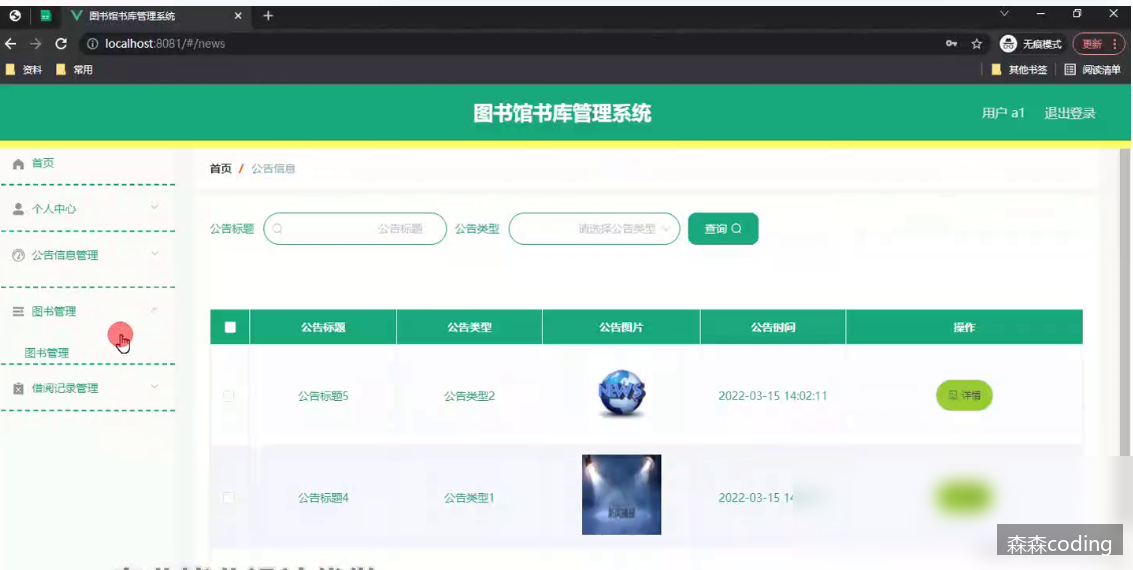 图书馆书库管理系统
localhost:8081/#/news
无痕模式
更新
资料
常用
其他书签
阅读清单
图书馆书库管理系统
用户 a1
退出登录
首页
个人中心
公告信息管理
图书管理
图书管理
借阅记录管理
首页 / 公告信息
公告标题
公告标题
公告类型
请选择公告类型
查询
公告标题 公告类型 公告图片 公告时间 操作
公告标题5 公告类型2 NEWS 2022-03-15 14:02:11 详情
公告标题4 公告类型1 2022-03-15 14
森森coding